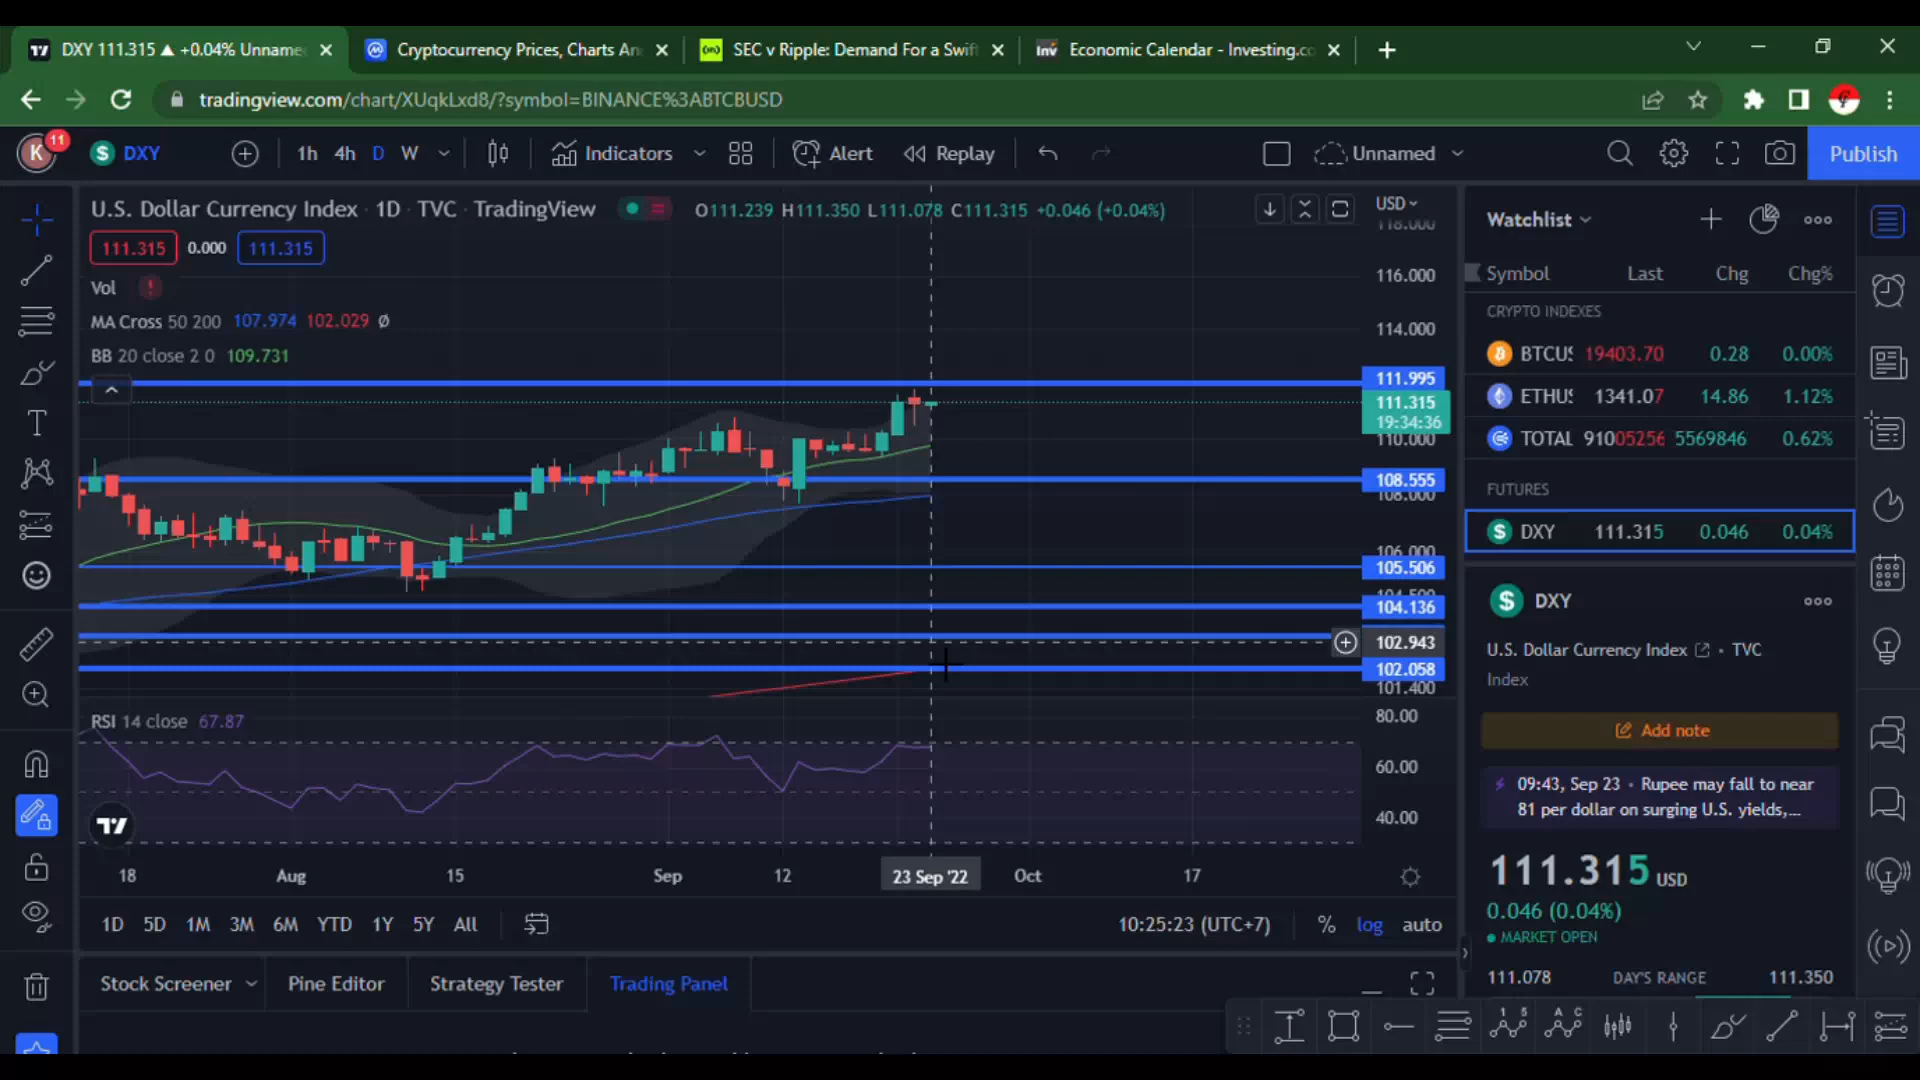 DXY 111.315 ▲ +0.04% Unname
Cryptocurrency Prices, Charts An
SEC v Ripple: Demand For a Swif
Economic Calendar - Investing.co
tradingview.com/chart/XUqkLxd8/?symbol=BINANCE%3ABTCBUSD
K 11 DXY 1h 4h D W Indicators Alert Replay Unnamed Publish
U.S. Dollar Currency Index · 1D · TVC · TradingView O111.239 H111.350 L111.078 C111.315 +0.046 (+0.04%)
111.315 0.000 111.315
Vol
MA Cross 50 200 107.974 102.029 Ø
BB 20 close 2 0 109.731
USD
118.000
116.000
114.000
111.995
111.315
19:34:36
110.000
108.555
108.000
106.000
105.506
104.136
102.943
102.058
101.400
RSI 14 close 67.87
80.00
60.00
40.00
18 Aug 15 Sep 12 23 Sep '22 Oct 17
1D 5D 1M 3M 6M YTD 1Y 5Y All 10:25:23 (UTC+7) % log auto
Stock Screener Pine Editor Strategy Tester Trading Panel
Watchlist
Symbol Last Chg Chg%
CRYPTO INDEXES
BTCUS 19403.70 0.28 0.00%
ETHUS 1341.07 14.86 1.12%
TOTAL 91005256 5569846 0.62%
FUTURES
DXY 111.315 0.046 0.04%
DXY
U.S. Dollar Currency Index • TVC
Index
Add note
09:43, Sep 23 • Rupee may fall to near
81 per dollar on surging U.S. yields,...
111.315 USD
0.046 (0.04%)
MARKET OPEN
111.078 DAY'S RANGE 111.350